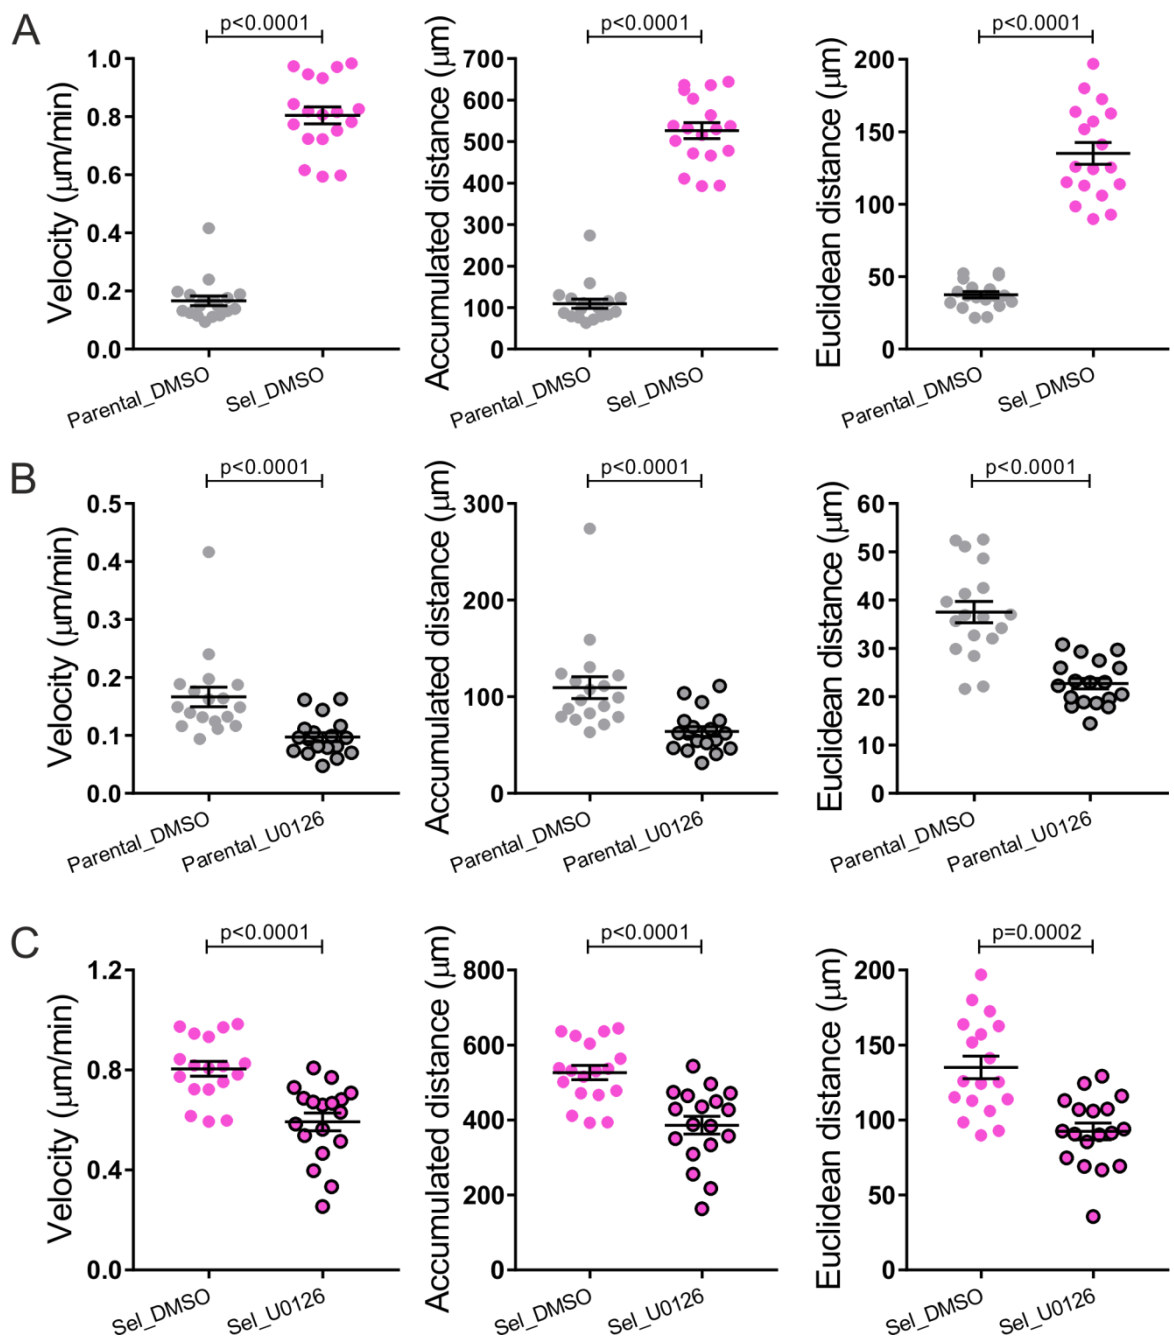 A
p<0.0001
p<0.0001
p<0.0001
Velocity (μm/min)
1.0
0.8
0.6
0.4
0.2
0.0
Parental_DMSO
Sel_DMSO
Accumulated distance (μm)
700
600
500
400
300
200
100
0
Parental_DMSO
Sel_DMSO
Euclidean distance (μm)
200
150
100
50
0
Parental_DMSO
Sel_DMSO
B
p<0.0001
p<0.0001
p<0.0001
Velocity (μm/min)
0.5
0.4
0.3
0.2
0.1
0.0
Parental_DMSO
Parental_U0126
Accumulated distance (μm)
300
200
100
0
Parental_DMSO
Parental_U0126
Euclidean distance (μm)
60
50
40
30
20
10
0
Parental_DMSO
Parental_U0126
C
p<0.0001
p<0.0001
p=0.0002
Velocity (μm/min)
1.2
0.8
0.4
0.0
Sel_DMSO
Sel_U0126
Accumulated distance (μm)
800
600
400
200
0
Sel_DMSO
Sel_U0126
Euclidean distance (μm)
200
150
100
50
0
Sel_DMSO
Sel_U0126